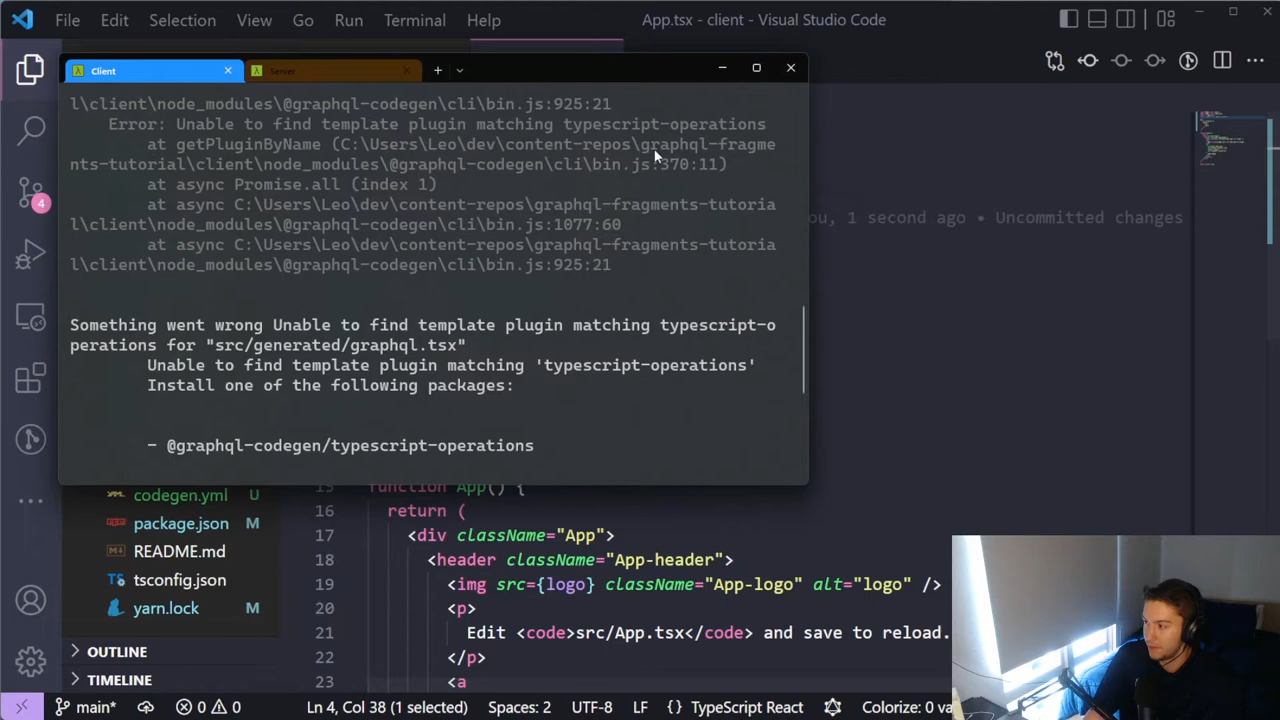 File Edit Selection View Go Run Terminal Help App.tsx - client - Visual Studio Code
Client Server
l\client\node_modules\@graphql-codegen\cli\bin.js:925:21
Error: Unable to find template plugin matching typescript-operations
at getPluginByName (C:\Users\Leo\dev\content-repos\graphql-fragme
nts-tutorial\client\node_modules\@graphql-codegen\cli\bin.js:370:11)
at async Promise.all (index 1)
at async C:\Users\Leo\dev\content-repos\graphql-fragments-tutoria
l\client\node_modules\@graphql-codegen\cli\bin.js:1077:60
at async C:\Users\Leo\dev\content-repos\graphql-fragments-tutoria
l\client\node_modules\@graphql-codegen\cli\bin.js:925:21
Something went wrong Unable to find template plugin matching typescript-o
perations for "src/generated/graphql.tsx"
Unable to find template plugin matching 'typescript-operations'
Install one of the following packages:
- @graphql-codegen/typescript-operations
ou, 1 second ago • Uncommitted changes
4
codegen.yml U
package.json M
README.md
tsconfig.json
yarn.lock M
OUTLINE
TIMELINE
15 function App() {
16 return (
17 <div className="App">
18 <header className="App-header">
19 <img src={logo} className="App-logo" alt="logo" />
20 <p>
21 Edit <code>src/App.tsx</code> and save to reload.
22 </p>
23 <a
main* 0 0 Ln 4, Col 38 (1 selected) Spaces: 2 UTF-8 LF {} TypeScript React Colorize: 0 va